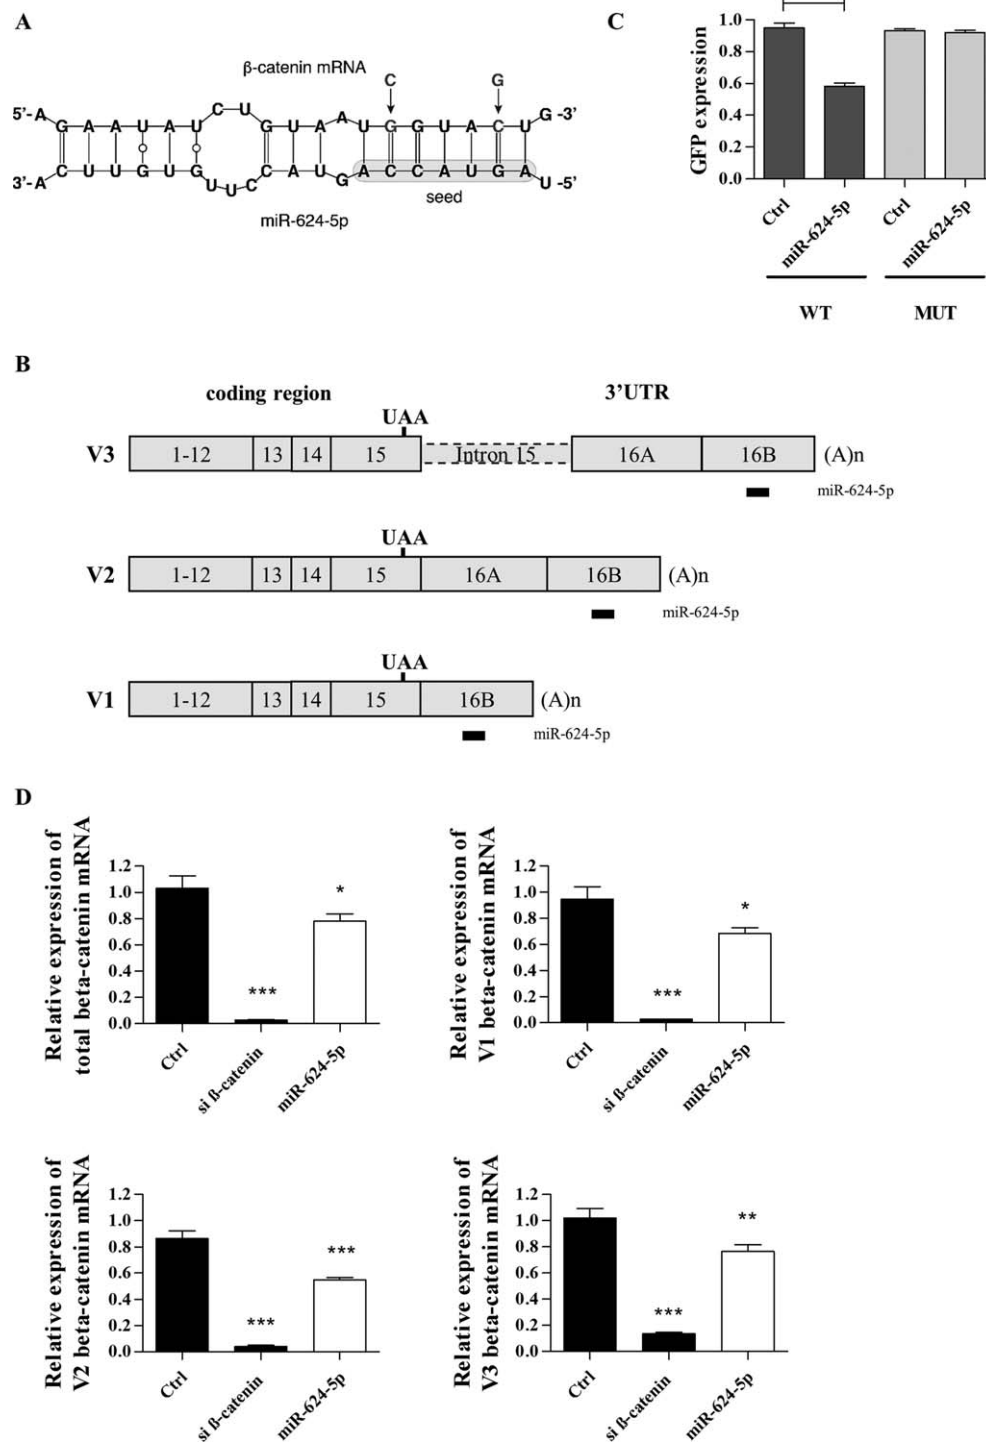 A
β-catenin mRNA
C
G
5'-AGAAUAUCUGUAAUGGUACUG-3'
3'-ACUUGUGUUCCAUGACCAUGAU-5'
seed
miR-624-5p
C
GFP expression
1.0
0.8
0.6
0.4
0.2
0.0
Ctrl
miR-624-5p
Ctrl
miR-624-5p
WT
MUT
B
coding region
3'UTR
UAA
V3
1-12
13
14
15
Intron 15
16A
16B
(A)n
miR-624-5p
UAA
V2
1-12
13
14
15
16A
16B
(A)n
miR-624-5p
UAA
V1
1-12
13
14
15
16B
(A)n
miR-624-5p
D
Relative expression of
total beta-catenin mRNA
1.2
1.0
0.8
0.6
0.4
0.2
0.0
***
*
Ctrl
si ß-catenin
miR-624-5p
Relative expression of
V1 beta-catenin mRNA
1.2
1.0
0.8
0.6
0.4
0.2
0.0
***
*
Ctrl
si ß-catenin
miR-624-5p
Relative expression of
V2 beta-catenin mRNA
1.2
1.0
0.8
0.6
0.4
0.2
0.0
***
***
Ctrl
si ß-catenin
miR-624-5p
Relative expression of
V3 beta-catenin mRNA
1.2
1.0
0.8
0.6
0.4
0.2
0.0
***
**
Ctrl
si ß-catenin
miR-624-5p